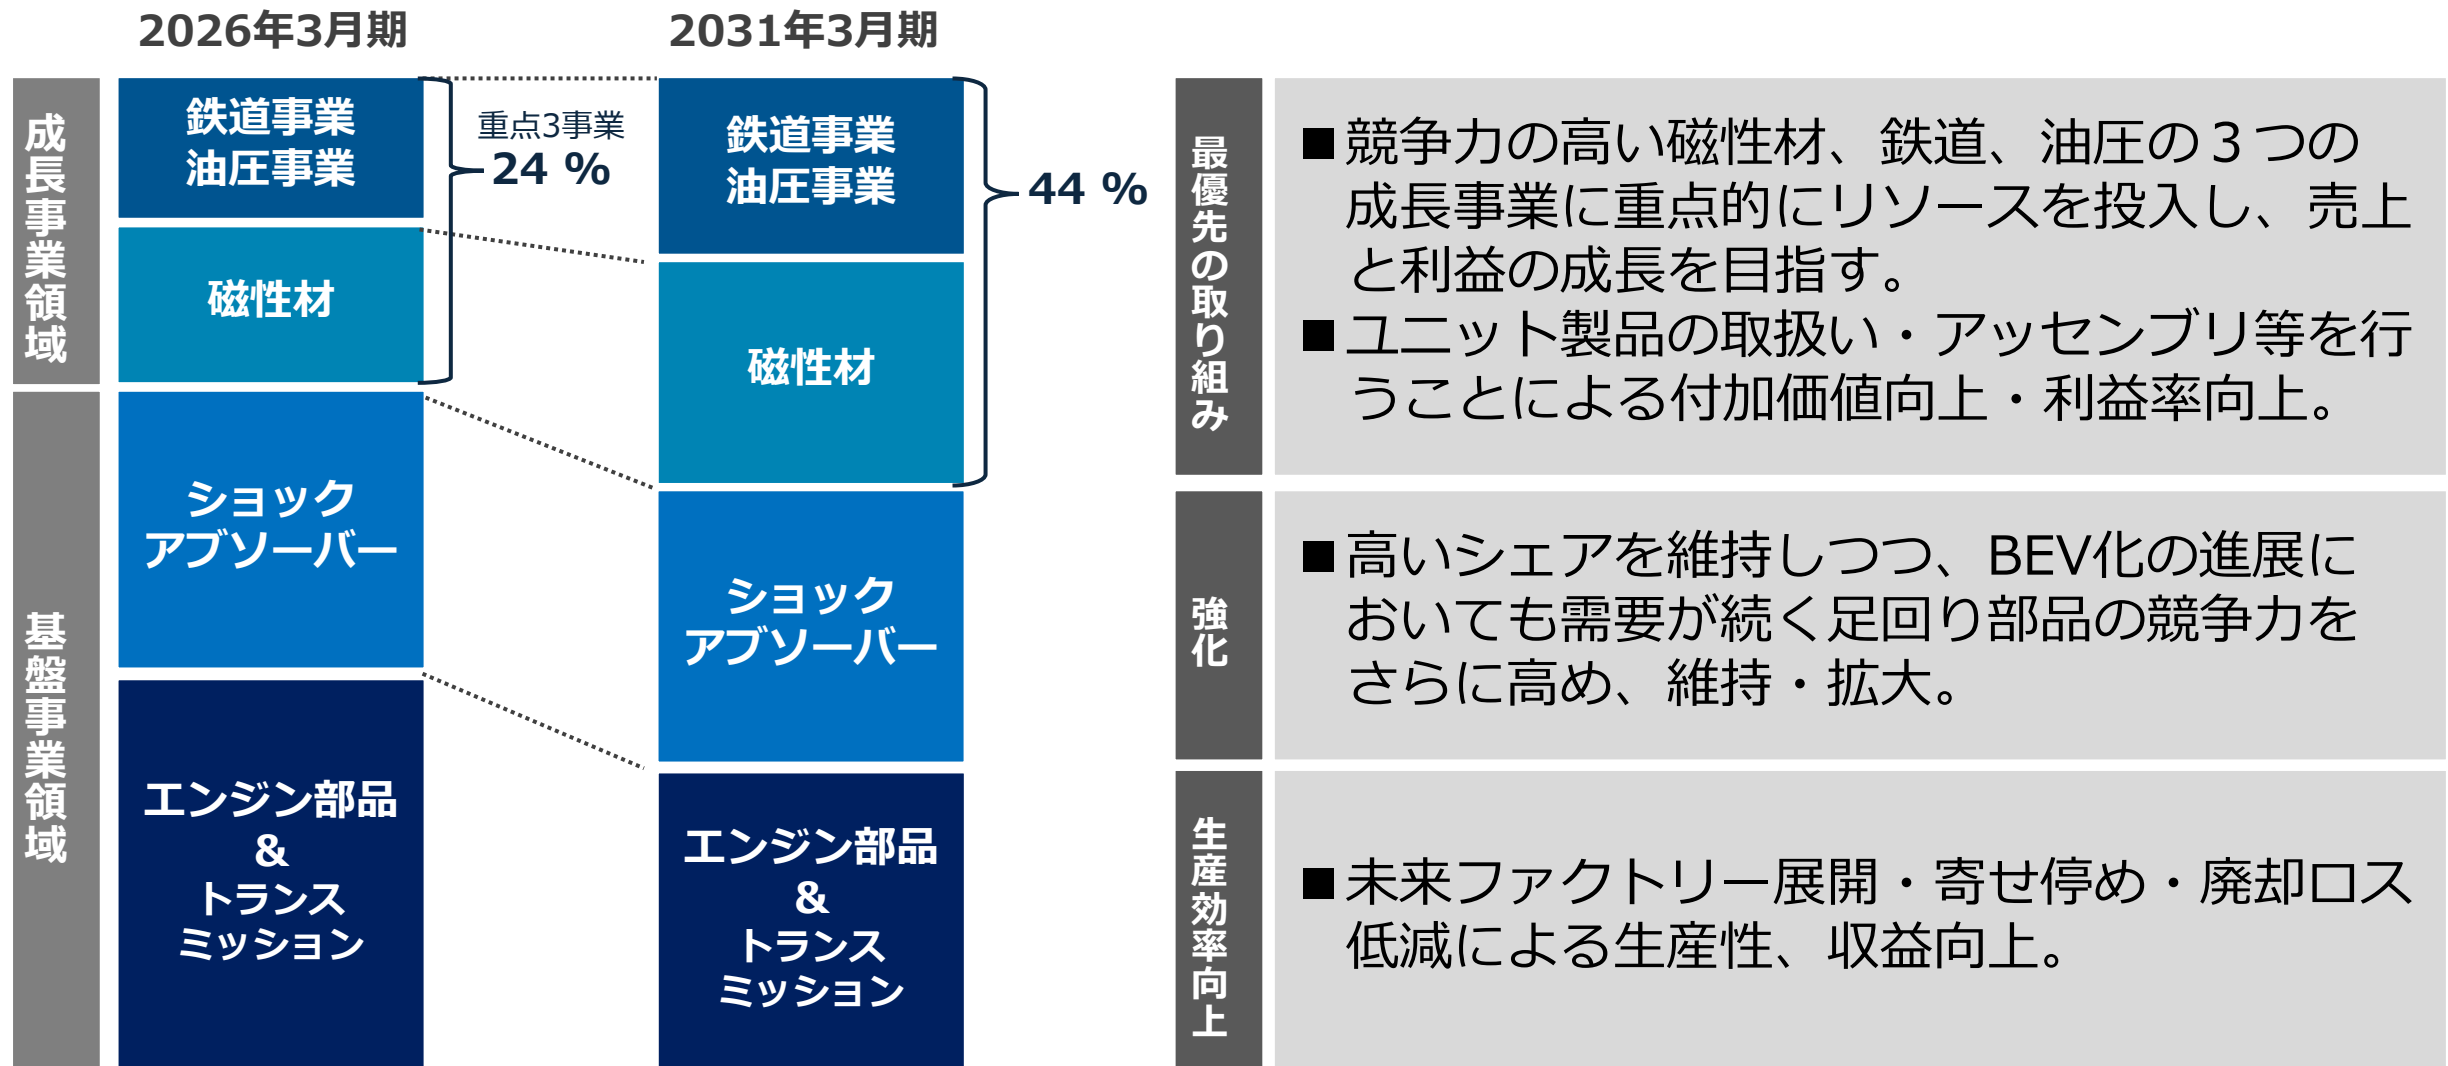 2026年3月期
2031年3月期
成長事業領域
鉄道事業
油圧事業
磁性材
重点3事業
24 %
鉄道事業
油圧事業
磁性材
44 %
基盤事業領域
ショック
アブソーバー
エンジン部品
&
トランス
ミッション
ショック
アブソーバー
エンジン部品
&
トランス
ミッション
最優先の取り組み
■競争力の高い磁性材、鉄道、油圧の３つの
成長事業に重点的にリソースを投入し、売上
と利益の成長を目指す。
■ユニット製品の取扱い・アッセンブリ等を行
うことによる付加価値向上・利益率向上。
強化
■高いシェアを維持しつつ、BEV化の進展に
おいても需要が続く足回り部品の競争力を
さらに高め、維持・拡大。
生産効率向上
■未来ファクトリー展開・寄せ停め・廃却ロス
低減による生産性、収益向上。